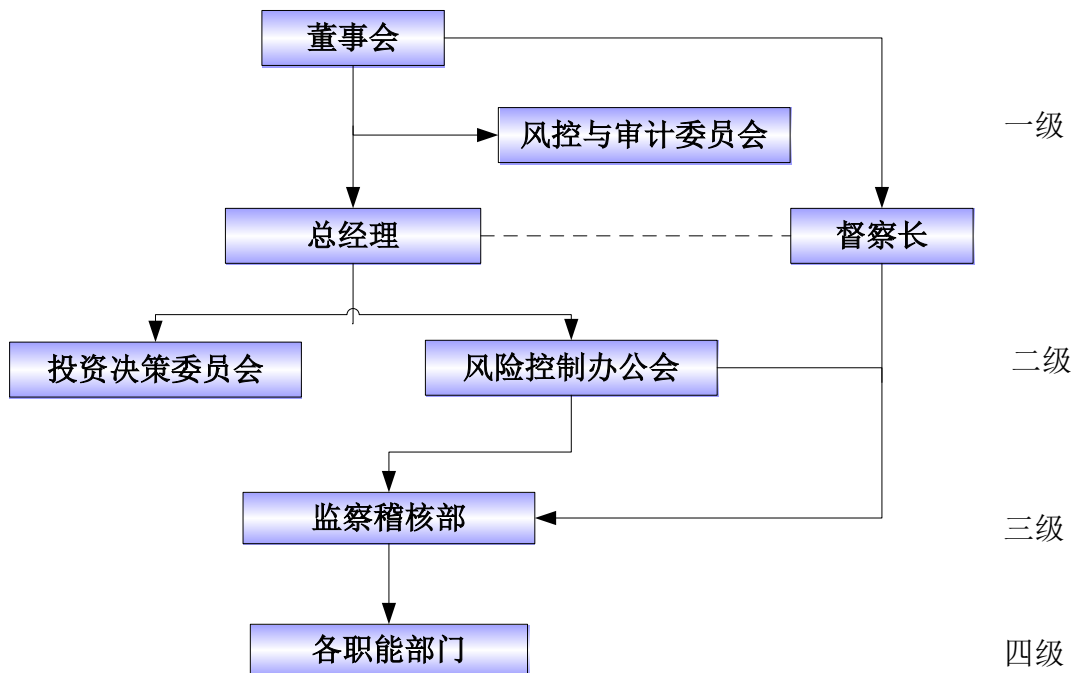 董事会
风控与审计委员会
一级
总经理
督察长
投资决策委员会
风险控制办公会
二级
监察稽核部
三级
各职能部门
四级